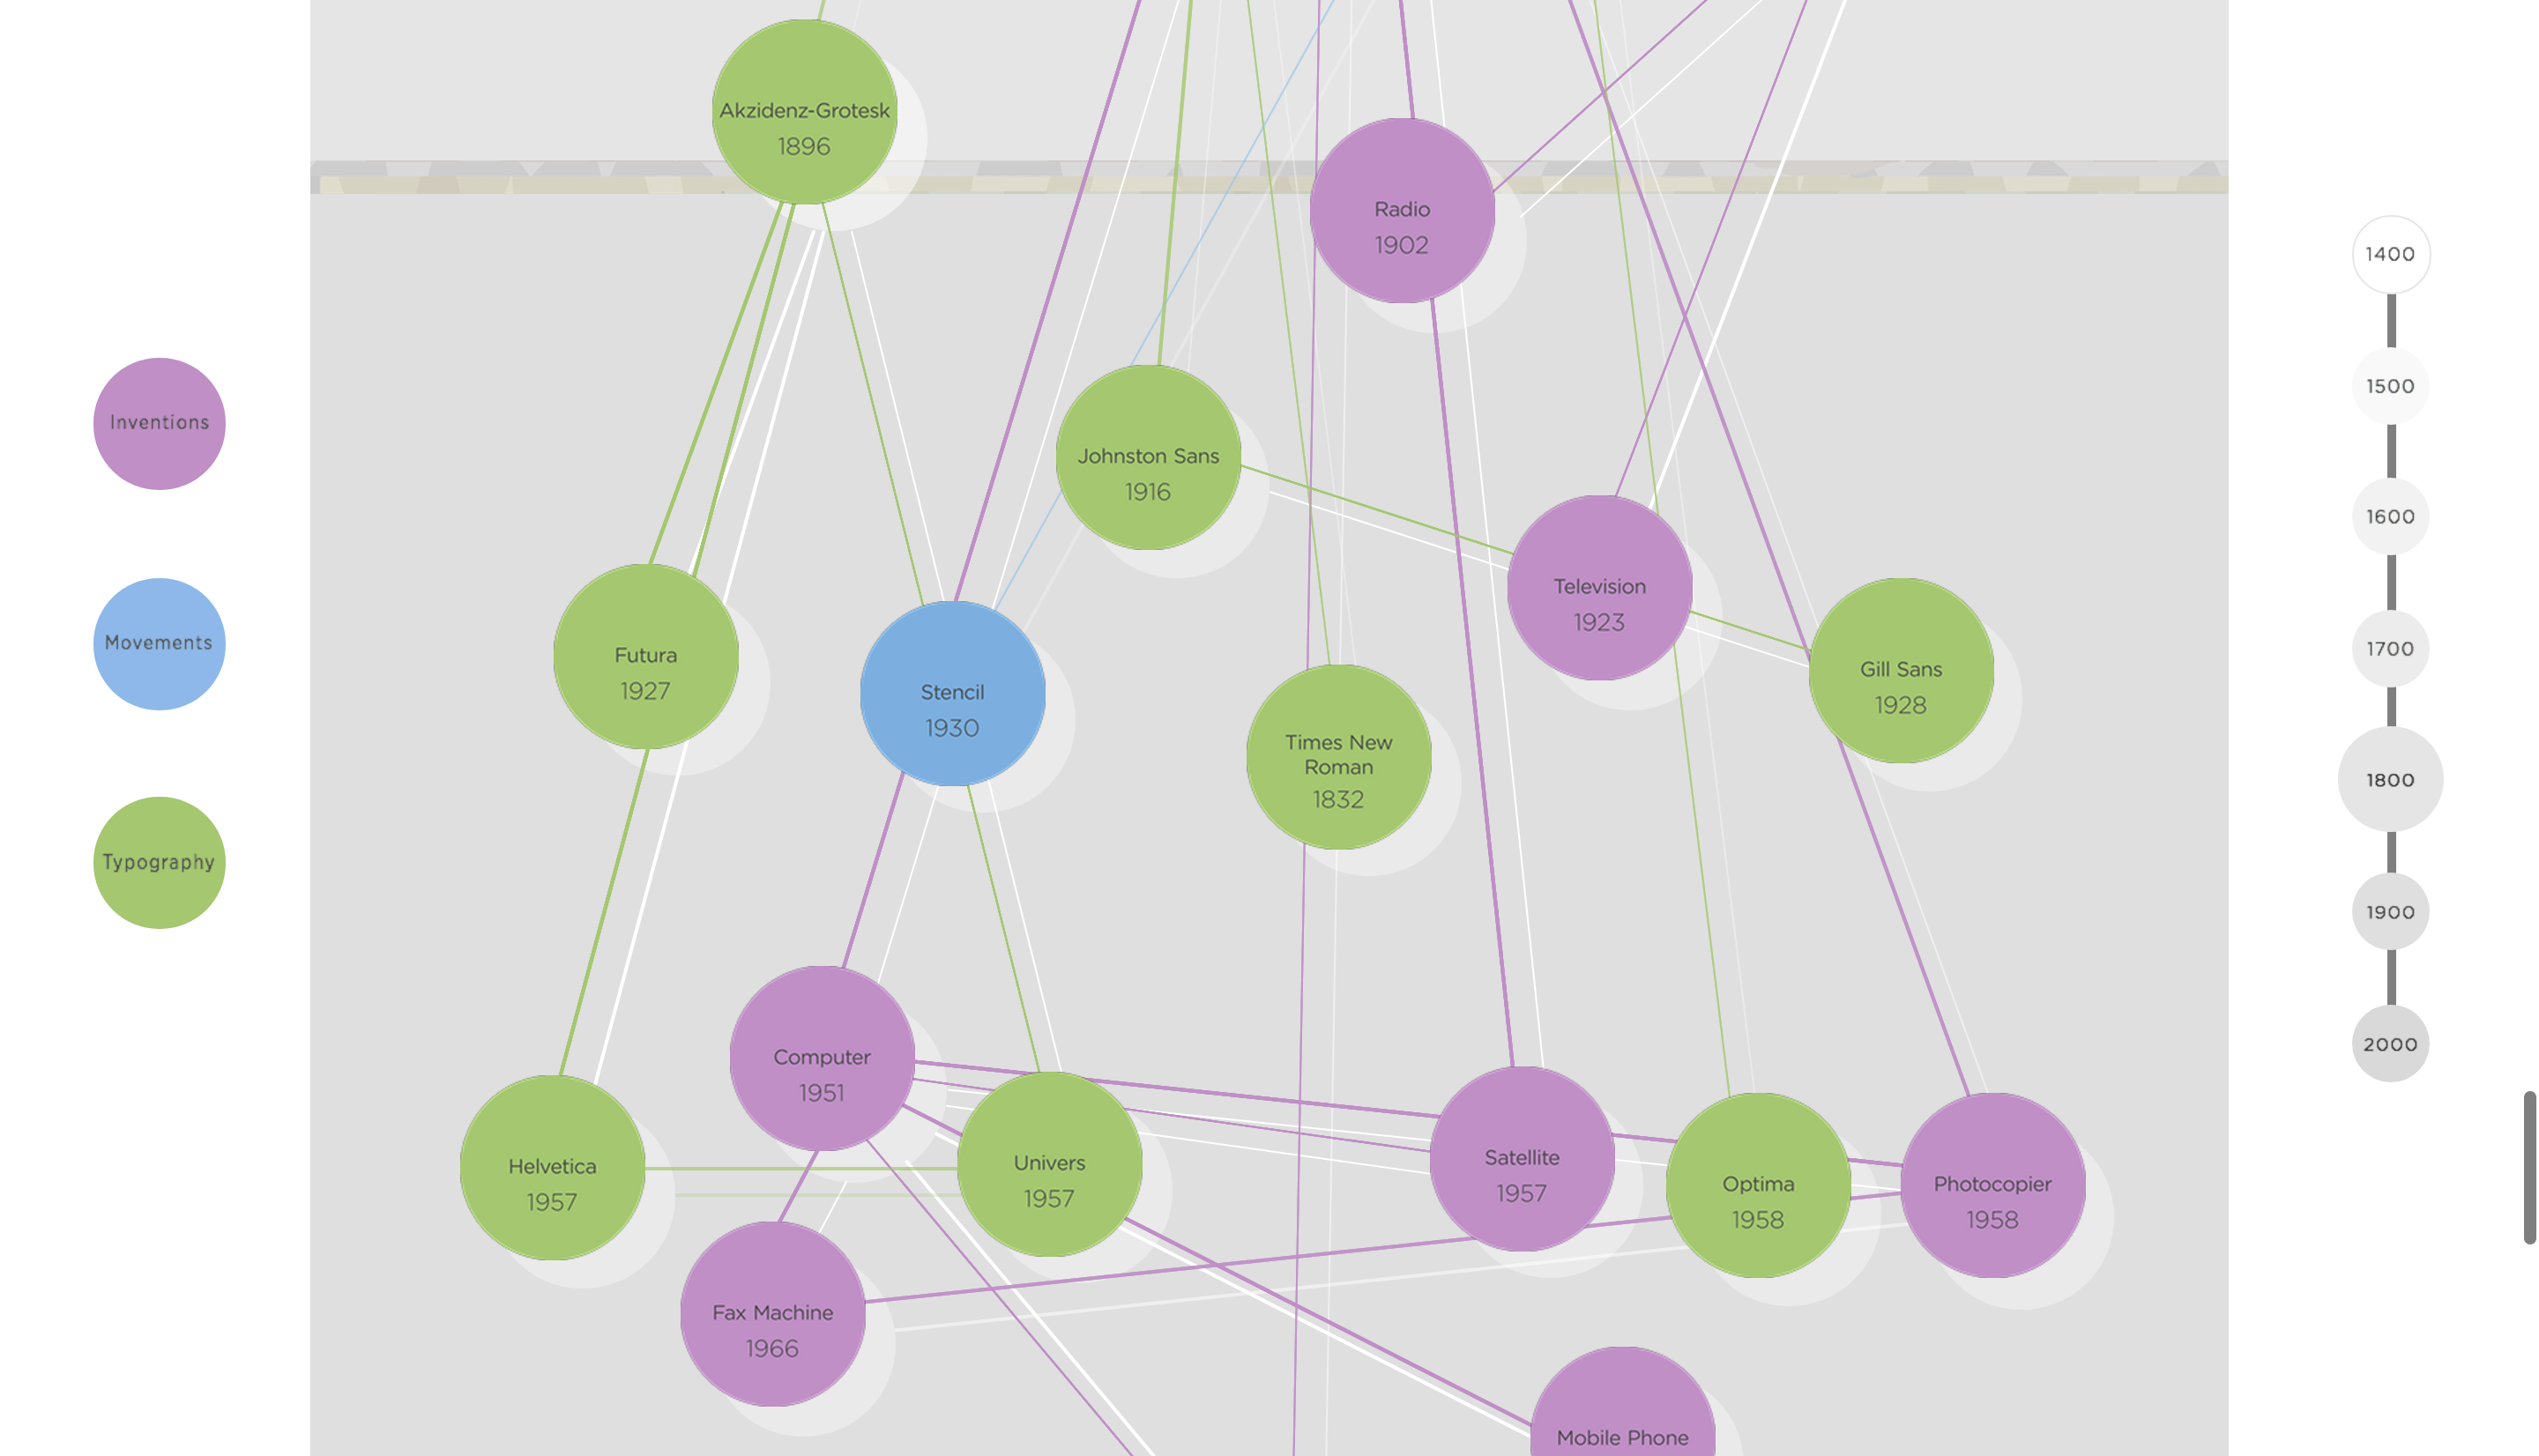 Inventions
Movements
Typography
Akzidenz-Grotesk
1896
Radio
1902
Johnston Sans
1916
Television
1923
Futura
1927
Gill Sans
1928
Stencil
1930
Times New
Roman
1832
Computer
1951
Helvetica
1957
Univers
1957
Satellite
1957
Optima
1958
Photocopier
1958
Fax Machine
1966
Mobile Phone
1400
1500
1600
1700
1800
1900
2000